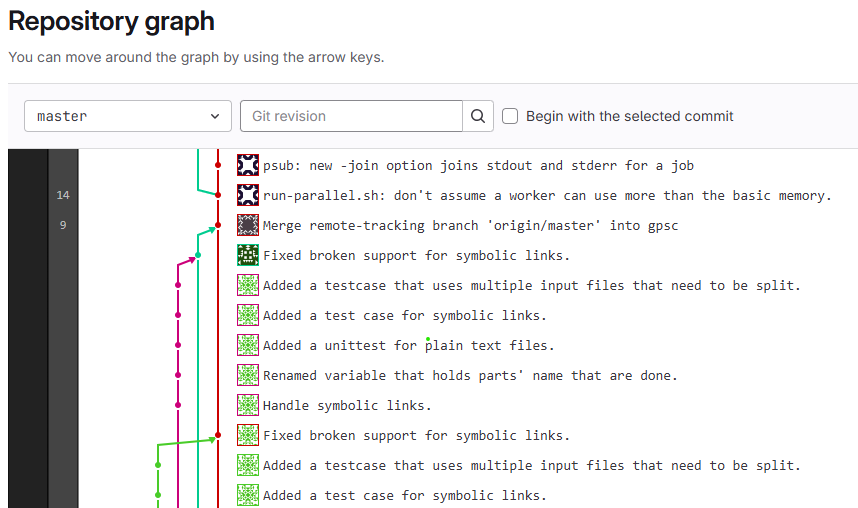 Repository graph
You can move around the graph by using the arrow keys.
master
Git revision
Begin with the selected commit
psub: new -join option joins stdout and stderr for a job
14 run-parallel.sh: don't assume a worker can use more than the basic memory.
9 Merge remote-tracking branch 'origin/master' into gpsc
Fixed broken support for symbolic links.
Added a testcase that uses multiple input files that need to be split.
Added a test case for symbolic links.
Added a unittest for plain text files.
Renamed variable that holds parts' name that are done.
Handle symbolic links.
Fixed broken support for symbolic links.
Added a testcase that uses multiple input files that need to be split.
Added a test case for symbolic links.